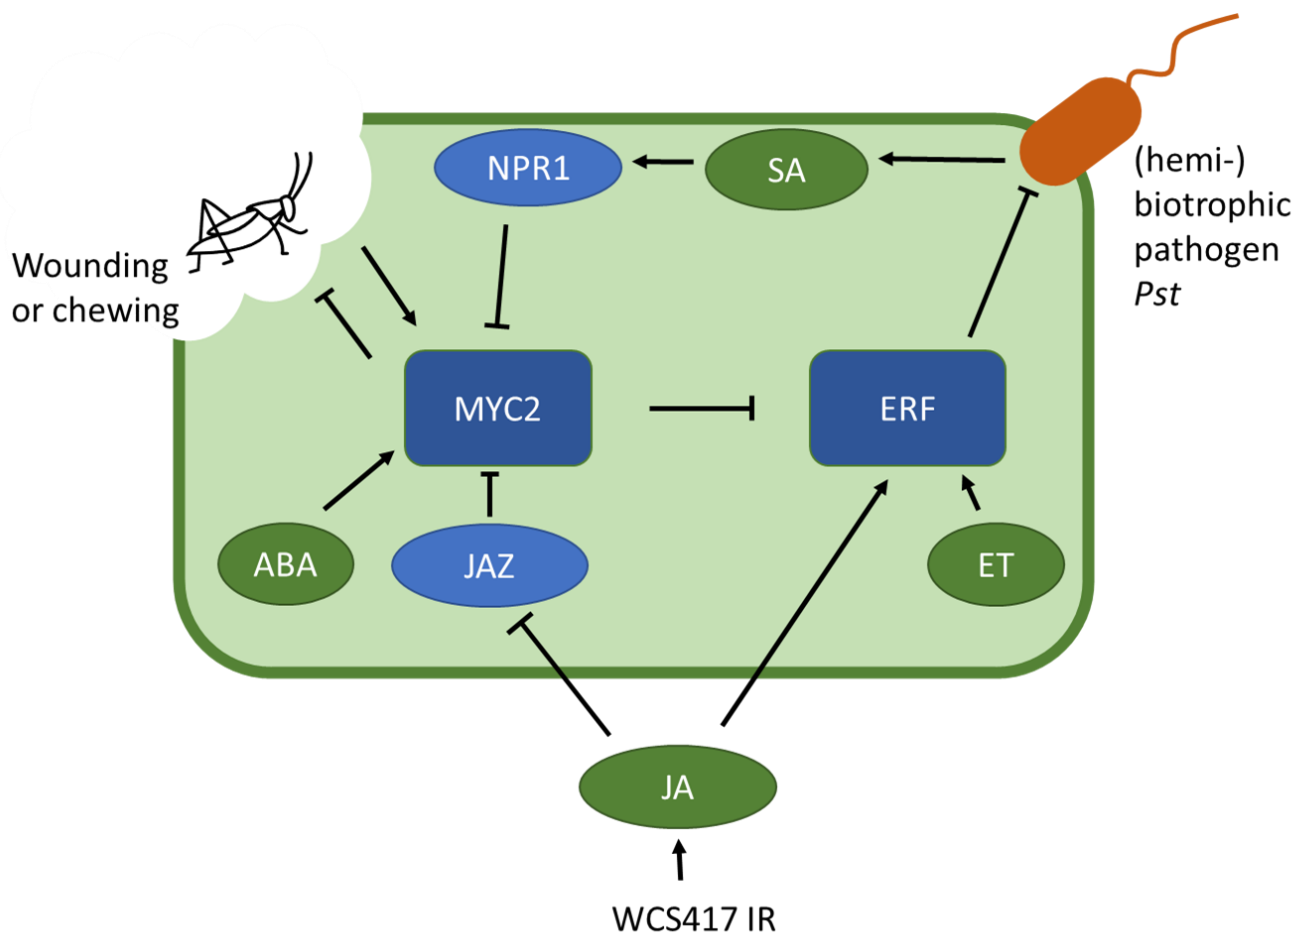 NPR1
SA
(hemi-)
biotrophic
pathogen
Pst
Wounding
or chewing
MYC2
ERF
ABA
JAZ
ET
JA
WCS417 IR